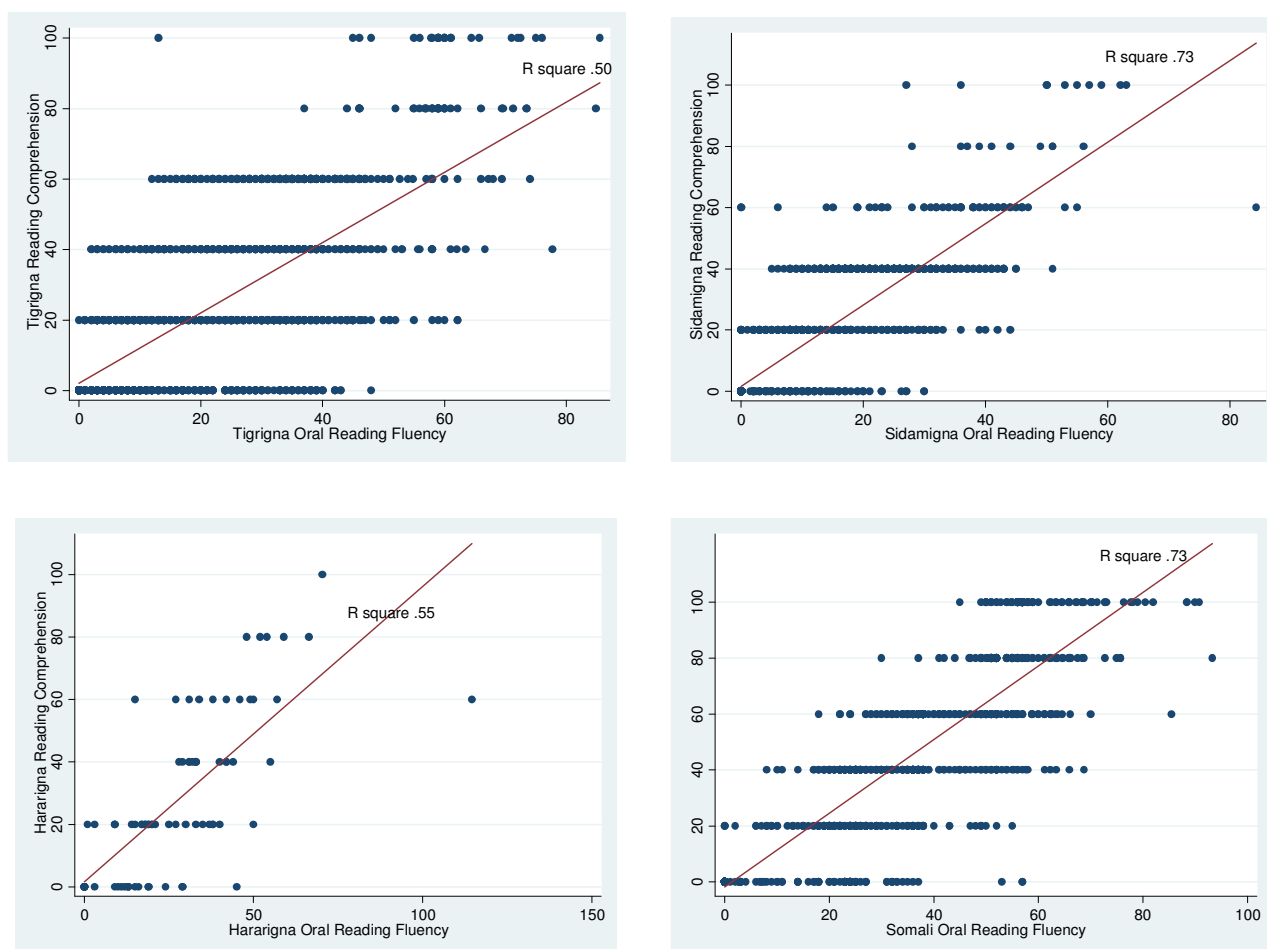 R square .50
Tigrigna Reading Comprehension
100
80
60
40
20
0
0 20 40 60 80
Tigrigna Oral Reading Fluency
R square .73
Sidamigna Reading Comprehension
100
80
60
40
20
0
0 20 40 60 80
Sidamigna Oral Reading Fluency
R square .55
Hararigna Reading Comprehension
100
80
60
40
20
0
0 50 100 150
Hararigna Oral Reading Fluency
R square .73
100
80
60
40
20
0
0 20 40 60 80 100
Somali Oral Reading Fluency